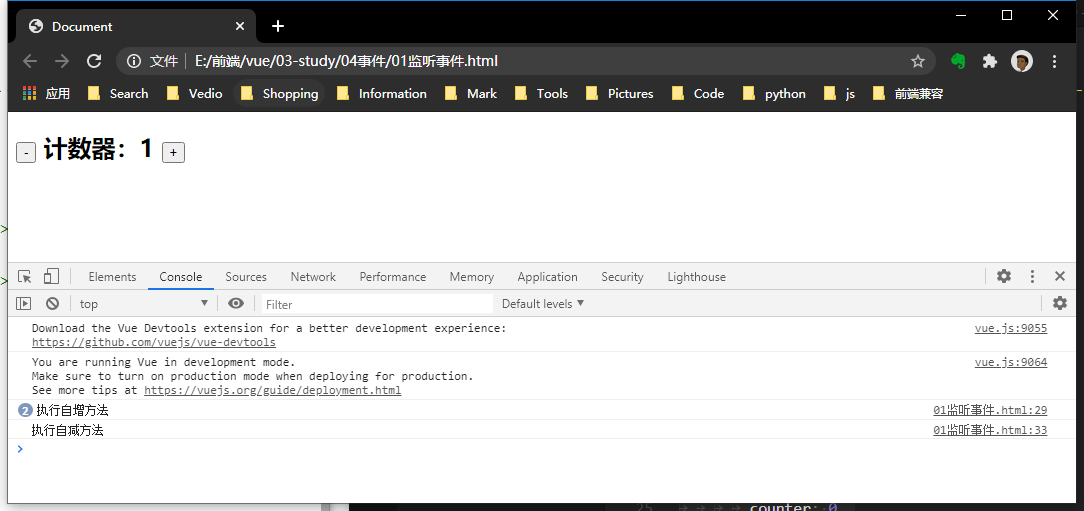 Document
文件 E:/前端/vue/03-study/04事件/01监听事件.html
应用 Search Vedio Shopping Information Mark Tools Pictures Code python js 前端兼容
- 计数器：1 +
Elements Console Sources Network Performance Memory Application Security Lighthouse
top Filter Default levels
Download the Vue Devtools extension for a better development experience: vue.js:9055
https://github.com/vuejs/vue-devtools
You are running Vue in development mode. vue.js:9064
Make sure to turn on production mode when deploying for production.
See more tips at https://vuejs.org/guide/deployment.html
2 执行自增方法 01监听事件.html:29
执行自减方法 01监听事件.html:33
25 counter: 0